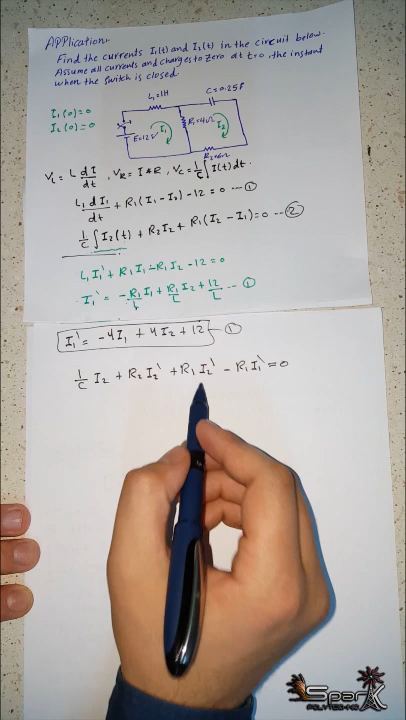 APPlication:
Find the currents I₁(t) and I₂(t) in the circuit below.
Assume all currents and charges to zero at t=0, the instant
when the switch is closed.
I₁(0)=0
I₂(0)=0
L₁=1H
C=0.25F
E=12V
I₁
R₁=4Ω
I₂
R₂=6Ω
V_L = L dI/dt, V_R = I*R, V_C = 1/C ∫I(t)dt.
L₁ dI₁/dt + R₁(I₁-I₂)-12=0 --①
1/C ∫I₂(t) + R₂I₂ + R₁(I₂-I₁)=0 --②
L₁I₁' + R₁I₁ - R₁I₂ -12 = 0
I₁' = -R₁/L I₁ + R₁/L I₂ + 12/L --①
I₁' = -4I₁ + 4I₂ + 12 --①
1/C I₂ + R₂I₂' + R₁I₂' - R₁I₁' = 0
SparX
POLYTECHNIC